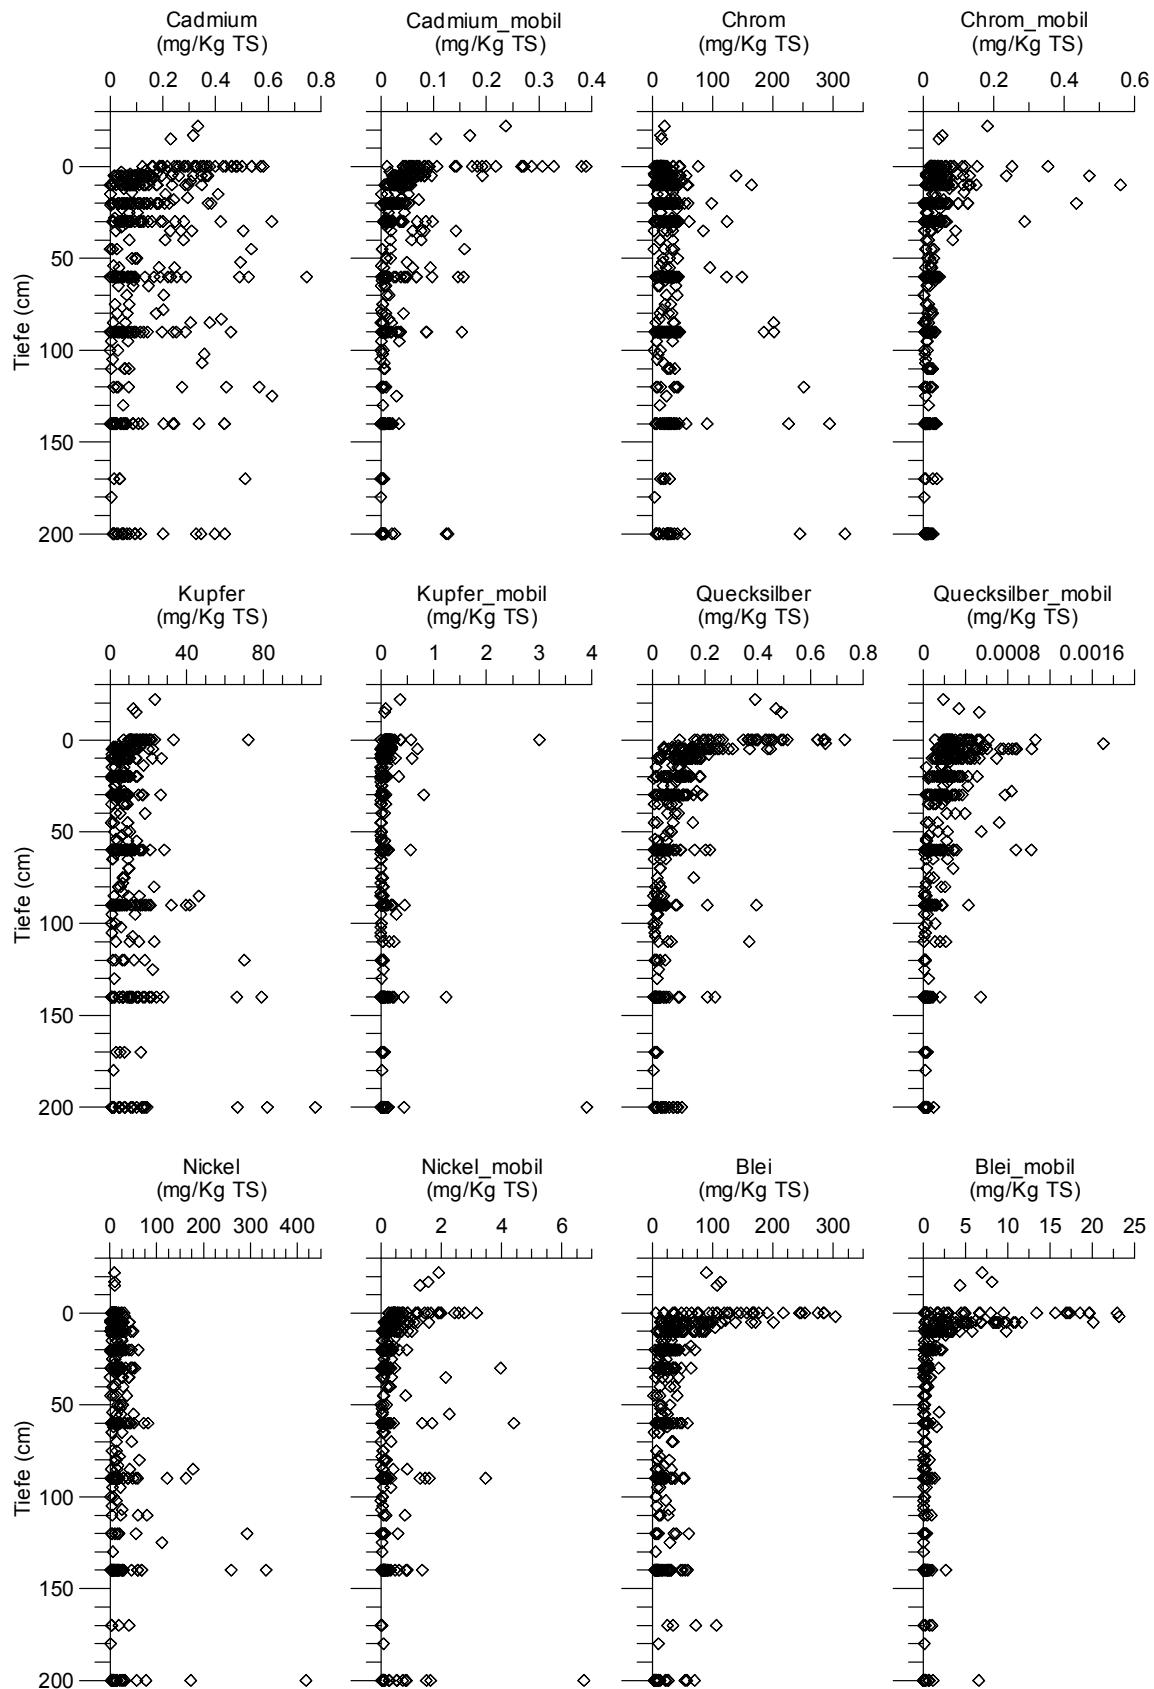 Cadmium
(mg/Kg TS)
Cadmium_mobil
(mg/Kg TS)
Chrom
(mg/Kg TS)
Chrom_mobil
(mg/Kg TS)
0 0.2 0.4 0.6 0.8
0 0.1 0.2 0.3 0.4
0 100 200 300
0 0.2 0.4 0.6
0
50
100
150
200
Tiefe (cm)
Kupfer
(mg/Kg TS)
Kupfer_mobil
(mg/Kg TS)
Quecksilber
(mg/Kg TS)
Quecksilber_mobil
(mg/Kg TS)
0 40 80
0 1 2 3 4
0 0.2 0.4 0.6 0.8
0 0.0008 0.0016
0
50
100
150
200
Tiefe (cm)
Nickel
(mg/Kg TS)
Nickel_mobil
(mg/Kg TS)
Blei
(mg/Kg TS)
Blei_mobil
(mg/Kg TS)
0 100 200 300 400
0 2 4 6
0 100 200 300
0 5 10 15 20 25
0
50
100
150
200
Tiefe (cm)